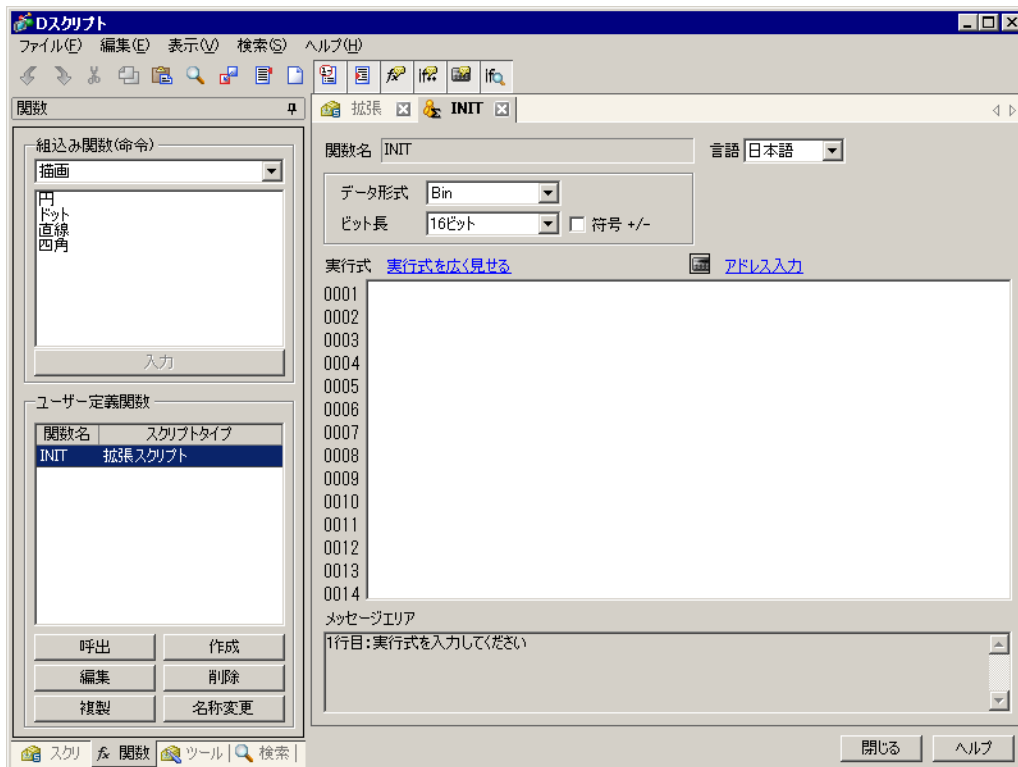 Dスクリプト
ファイル(F) 編集(E) 表示(V) 検索(S) ヘルプ(H)
関数
拡張 INIT
組込み関数(命令)
描画
円
ドット
直線
四角
入力
ユーザー定義関数
関数名 スクリプトタイプ
INIT 拡張スクリプト
呼出 作成
編集 削除
複製 名称変更
スクリ fx 関数 ツール 検索
関数名 INIT 言語 日本語
データ形式 Bin
ビット長 16ビット 符号 +/-
実行式 実行式を広く見せる アドレス入力
0001
0002
0003
0004
0005
0006
0007
0008
0009
0010
0011
0012
0013
0014
メッセージエリア
1行目:実行式を入力してください
閉じる ヘルプ